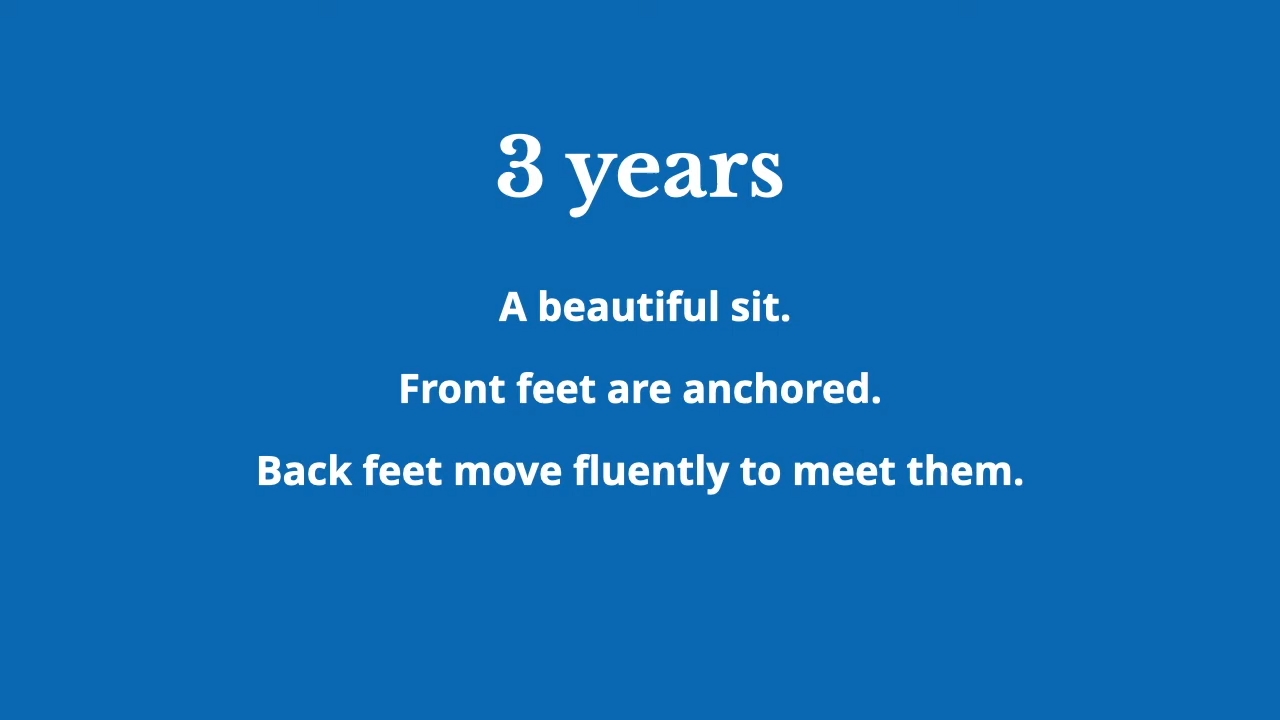 3 years
A beautiful sit.
Front feet are anchored.
Back feet move fluently to meet them.